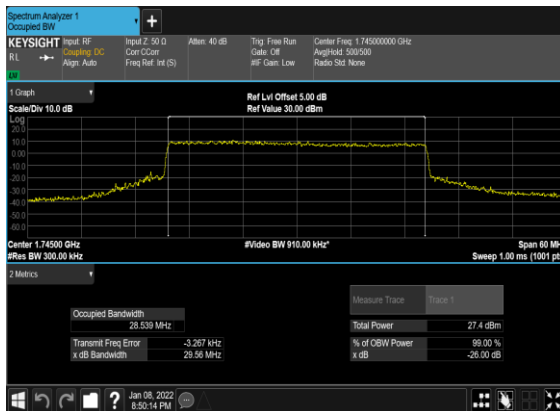 Spectrum Analyzer 1
Occupied BW
KEYSIGHT
RL
Input: RF
Coupling: DC
Align: Auto
Input Z: 50 Ω
Corr CCorr
Freq Ref: Int (S)
Atten: 40 dB
Trig: Free Run
Gate: Off
#IF Gain: Low
Center Freq: 1.745000000 GHz
Avg|Hold: 500/500
Radio Std: None
1 Graph
Scale/Div 10.0 dB
Ref Lvl Offset 5.00 dB
Ref Value 30.00 dBm
Log
20.0
10.0
0.00
-10.0
-20.0
-30.0
-40.0
-50.0
-60.0
Center 1.74500 GHz
#Res BW 300.00 kHz
#Video BW 910.00 kHz*
Span 60 MH
Sweep 1.00 ms (1001 pt
2 Metrics
Measure Trace
Trace 1
Occupied Bandwidth
28.539 MHz
Total Power
27.4 dBm
Transmit Freq Error
-3.267 kHz
% of OBW Power
99.00 %
x dB Bandwidth
29.56 MHz
x dB
-26.00 dB
Jan 08, 2022
8:50:14 PM